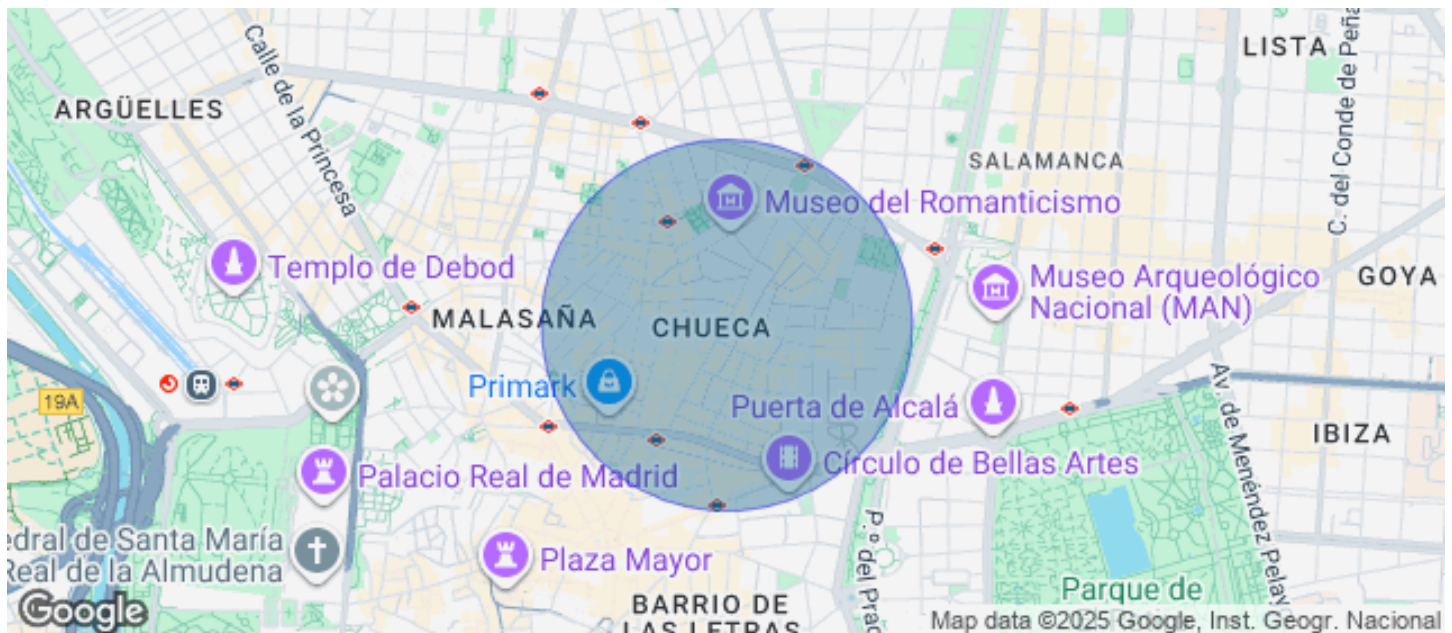 LISTA
C. del Conde de Peña
Calle de la Princesa
ARGÜELLES
SALAMANCA
Museo del Romanticismo
Templo de Debod
Museo Arqueológico
Nacional (MAN)
GOYA
MALASAÑA
CHUECA
Primark
19A
Puerta de Alcalá
Av. de Menéndez Pelay
IBIZA
Palacio Real de Madrid
Círculo de Bellas Artes
edral de Santa María
Real de la Almudena
Plaza Mayor
P.º del Prad
Parque de
BARRIO DE
LAS LETRAS
Google
Map data ©2025 Google, Inst. Geogr. Nacional